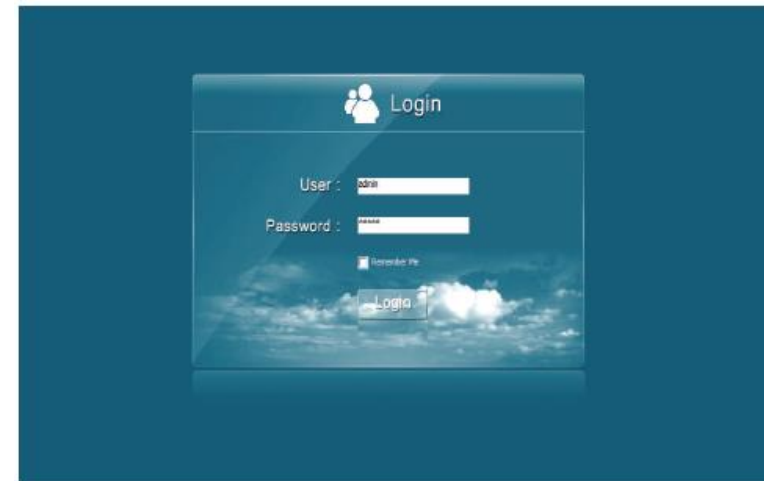 Login
User :
admin
Password :
*****
Remember Me
Login